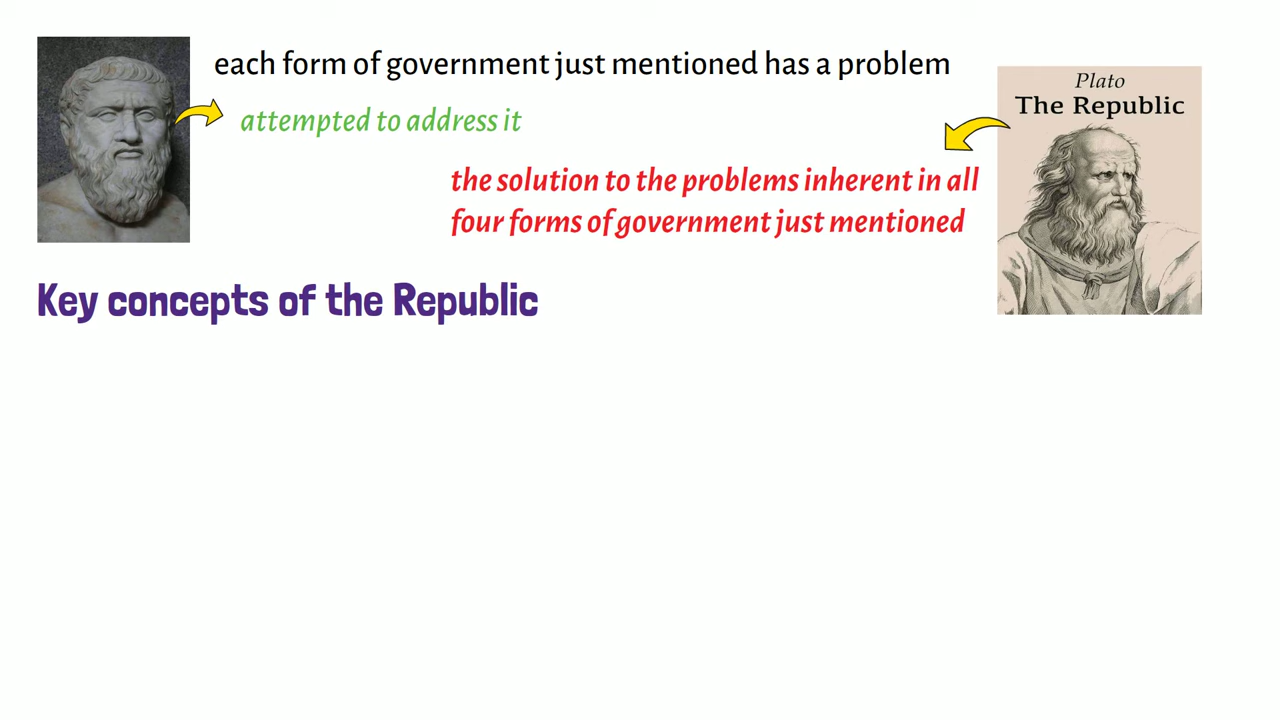 each form of government just mentioned has a problem
attempted to address it
Plato
The Republic
the solution to the problems inherent in all
four forms of government just mentioned
Key concepts of the Republic